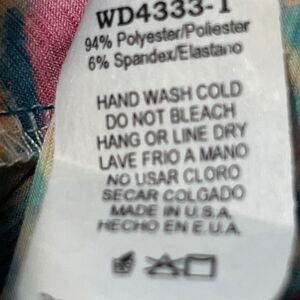 WD4333-1
94% Polyester/Poliester
6% Spandex/Elastano
HAND WASH COLD
DO NOT BLEACH
HANG OR LINE DRY
LAVE FRIO A MANO
NO USAR CLORO
SECAR COLGADO
MADE IN U.S.A.
HECHO EN E.U.A.